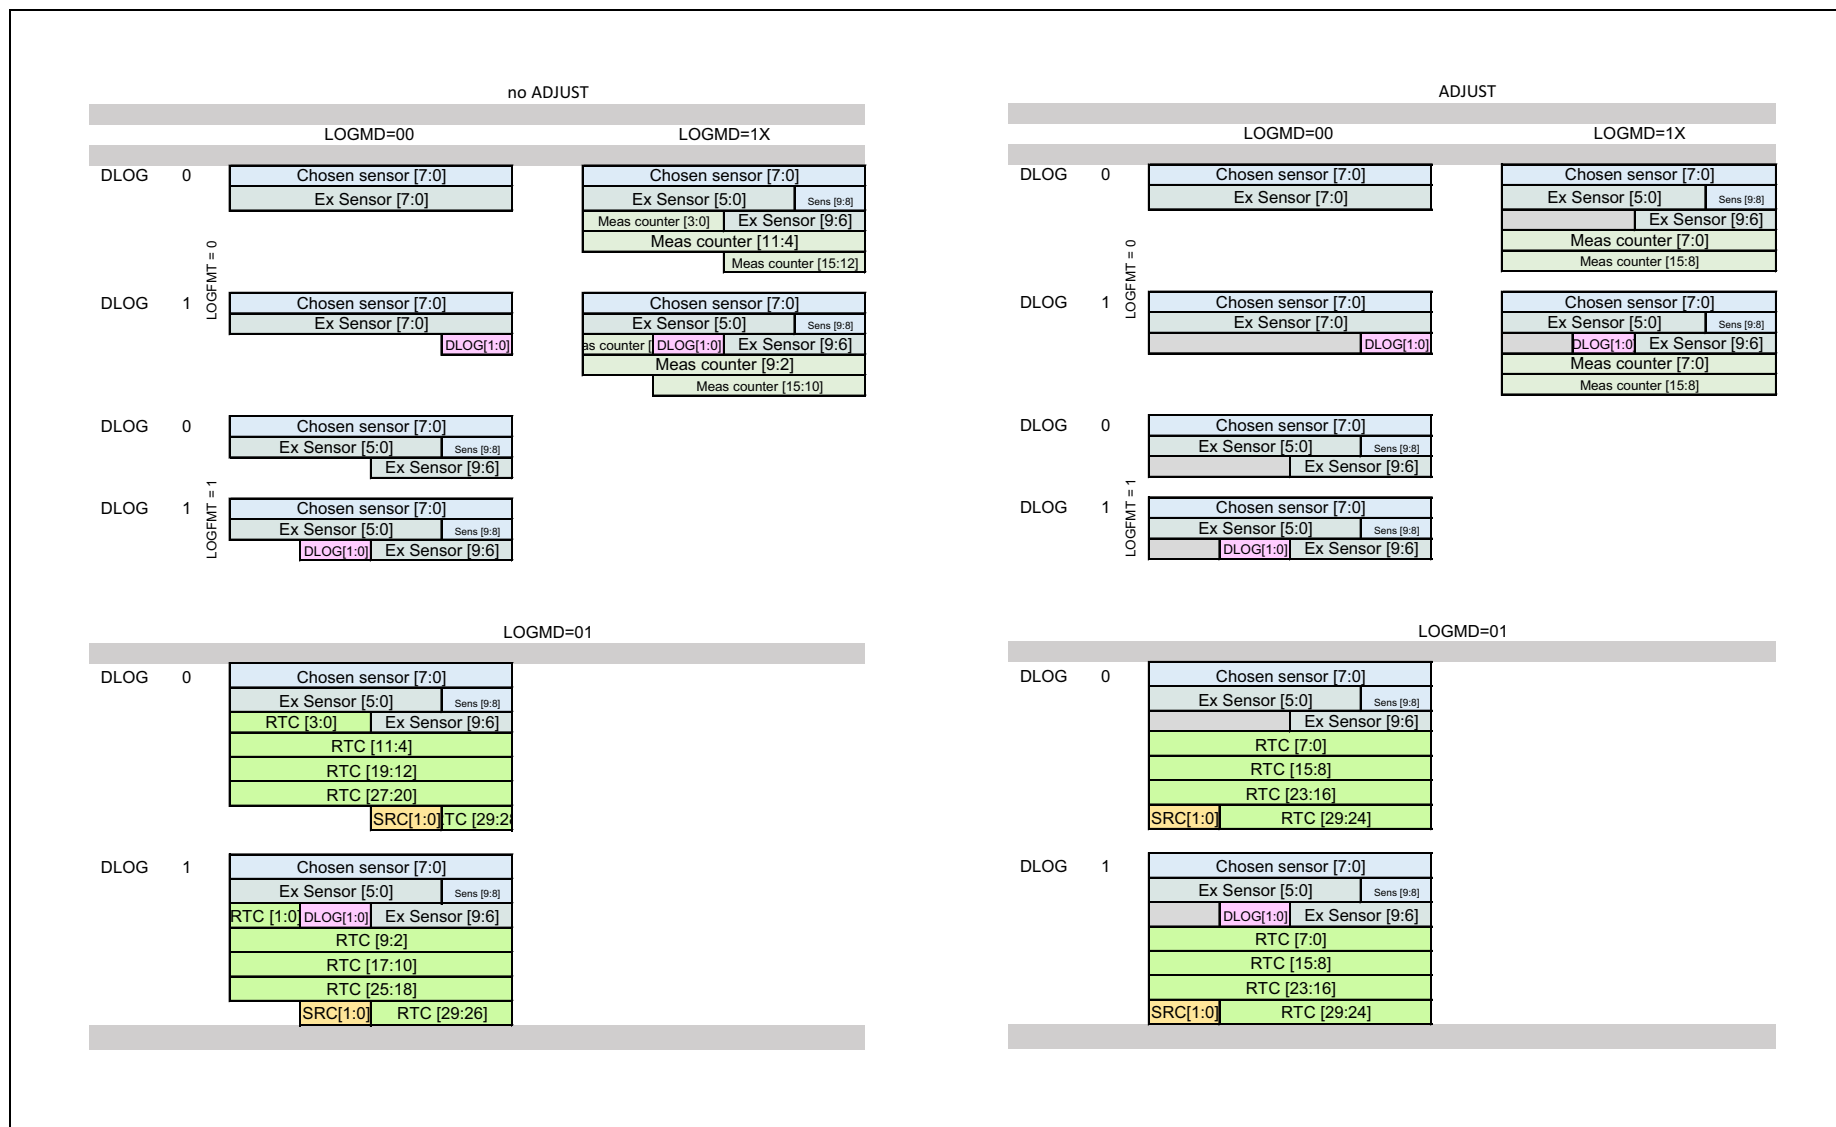 no ADJUST
LOGMD=00 LOGMD=1X
DLOG 0 Chosen sensor [7:0] Chosen sensor [7:0]
Ex Sensor [7:0] Ex Sensor [5:0] Sens [9:8]
Meas counter [3:0] Ex Sensor [9:6]
Meas counter [11:4]
Meas counter [15:12]
LOGFMT = 0
DLOG 1 Chosen sensor [7:0] Chosen sensor [7:0]
Ex Sensor [7:0] Ex Sensor [5:0] Sens [9:8]
DLOG[1:0] as counter [ DLOG[1:0] Ex Sensor [9:6]
Meas counter [9:2]
Meas counter [15:10]
DLOG 0 Chosen sensor [7:0]
Ex Sensor [5:0] Sens [9:8]
Ex Sensor [9:6]
LOGFMT = 1
DLOG 1 Chosen sensor [7:0]
Ex Sensor [5:0] Sens [9:8]
DLOG[1:0] Ex Sensor [9:6]
LOGMD=01
DLOG 0 Chosen sensor [7:0]
Ex Sensor [5:0] Sens [9:8]
RTC [3:0] Ex Sensor [9:6]
RTC [11:4]
RTC [19:12]
RTC [27:20]
SRC[1:0] TC [29:28
DLOG 1 Chosen sensor [7:0]
Ex Sensor [5:0] Sens [9:8]
RTC [1:0] DLOG[1:0] Ex Sensor [9:6]
RTC [9:2]
RTC [17:10]
RTC [25:18]
SRC[1:0] RTC [29:26]
ADJUST
LOGMD=00 LOGMD=1X
DLOG 0 Chosen sensor [7:0] Chosen sensor [7:0]
Ex Sensor [7:0] Ex Sensor [5:0] Sens [9:8]
Ex Sensor [9:6]
Meas counter [7:0]
Meas counter [15:8]
LOGFMT = 0
DLOG 1 Chosen sensor [7:0] Chosen sensor [7:0]
Ex Sensor [7:0] Ex Sensor [5:0] Sens [9:8]
DLOG[1:0] DLOG[1:0 Ex Sensor [9:6]
Meas counter [7:0]
Meas counter [15:8]
DLOG 0 Chosen sensor [7:0]
Ex Sensor [5:0] Sens [9:8]
Ex Sensor [9:6]
LOGFMT = 1
DLOG 1 Chosen sensor [7:0]
Ex Sensor [5:0] Sens [9:8]
DLOG[1:0] Ex Sensor [9:6]
LOGMD=01
DLOG 0 Chosen sensor [7:0]
Ex Sensor [5:0] Sens [9:8]
Ex Sensor [9:6]
RTC [7:0]
RTC [15:8]
RTC [23:16]
SRC[1:0] RTC [29:24]
DLOG 1 Chosen sensor [7:0]
Ex Sensor [5:0] Sens [9:8]
DLOG[1:0] Ex Sensor [9:6]
RTC [7:0]
RTC [15:8]
RTC [23:16]
SRC[1:0] RTC [29:24]